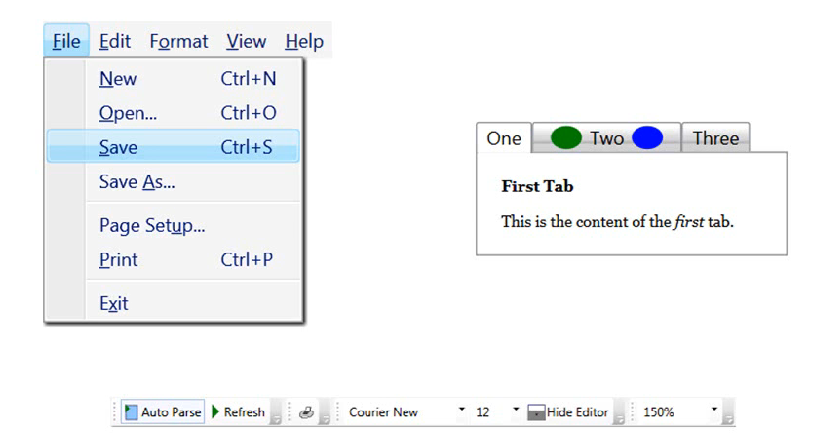 File Edit Format View Help
New Ctrl+N
Open... Ctrl+O
Save Ctrl+S
Save As...
Page Setup...
Print Ctrl+P
Exit
One Two Three
First Tab
This is the content of the first tab.
Auto Parse Refresh Courier New 12 Hide Editor 150%